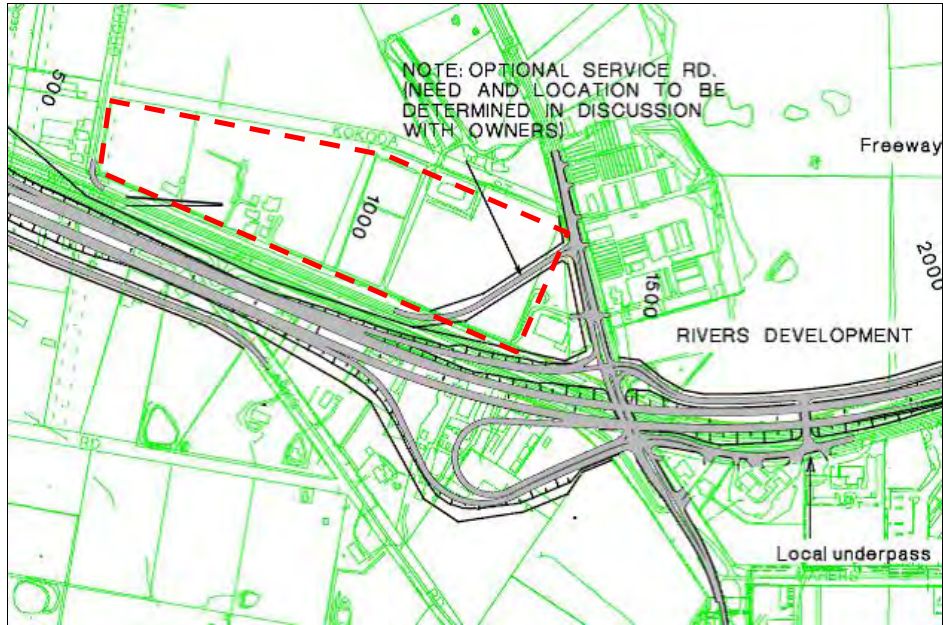 NOTE: OPTIONAL SERVICE RD.
(NEED AND LOCATION TO BE
DETERMINED IN DISCUSSION
WITH OWNERS)
500
KOKODA
Freeway
1000
1500
2000
RIVERS DEVELOPMENT
RD
RD
Local underpass